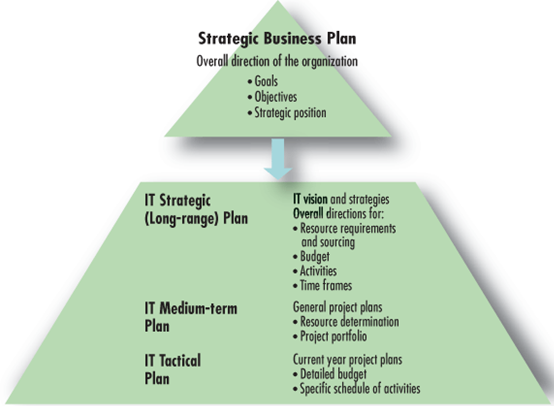 Strategic Business Plan
Overall direction of the organization
• Goals
• Objectives
• Strategic position
IT Strategic
(Long-range) Plan
IT vision and strategies
Overall directions for:
• Resource requirements
and sourcing
• Budget
• Activities
• Time frames
IT Medium-term
Plan
General project plans
• Resource determination
• Project portfolio
IT Tactical
Plan
Current year project plans
• Detailed budget
• Specific schedule of activities